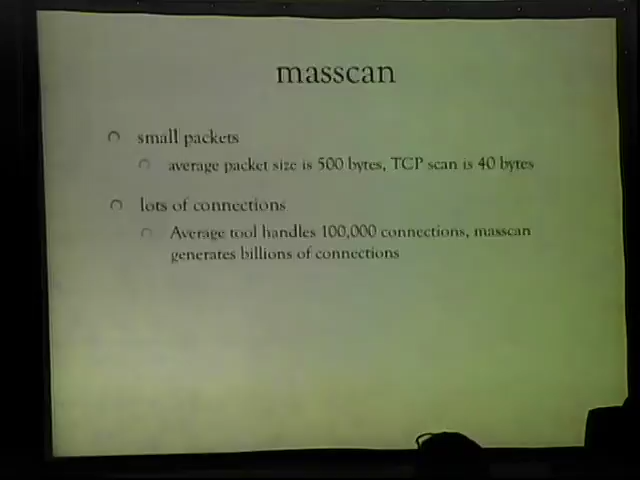 masscan
small packets
average packet size is 500 bytes, TCP scan is 40 bytes
lots of connections
Average tool handles 100,000 connections, masscan
generates billions of connections